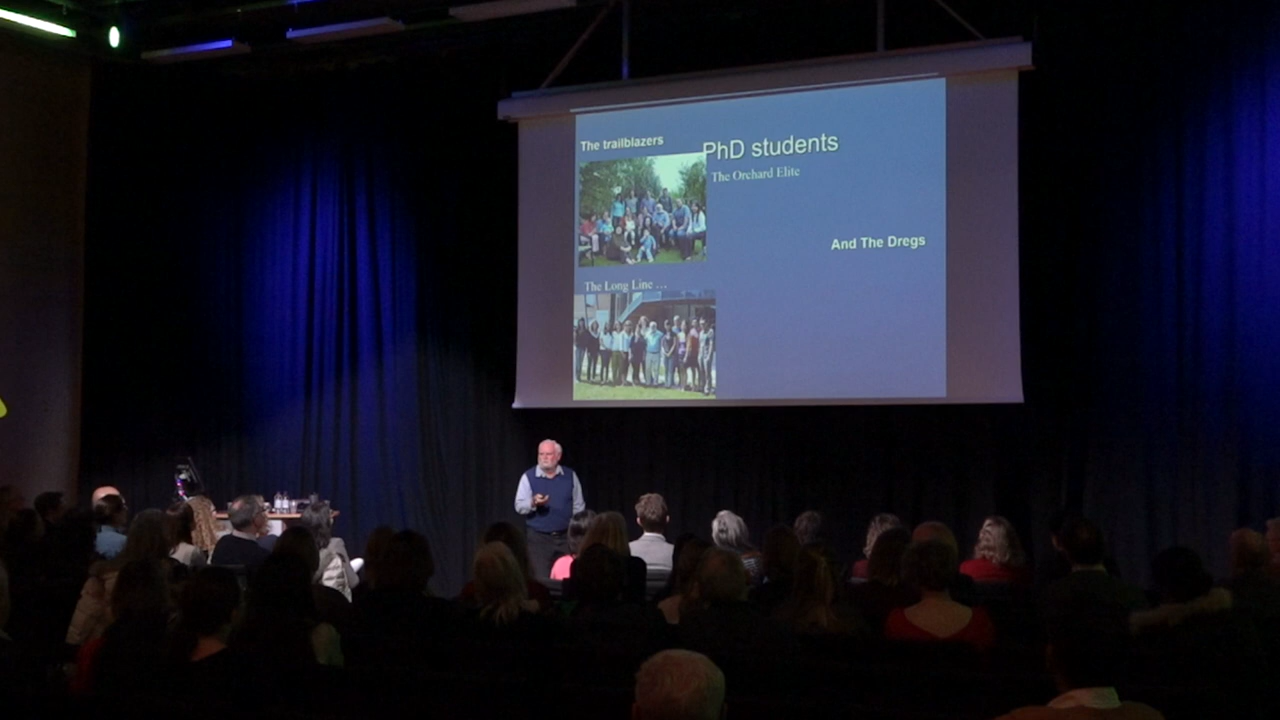 The trailblazers
PhD students
The Orchard Elite
And The Dregs
The Long Line ...